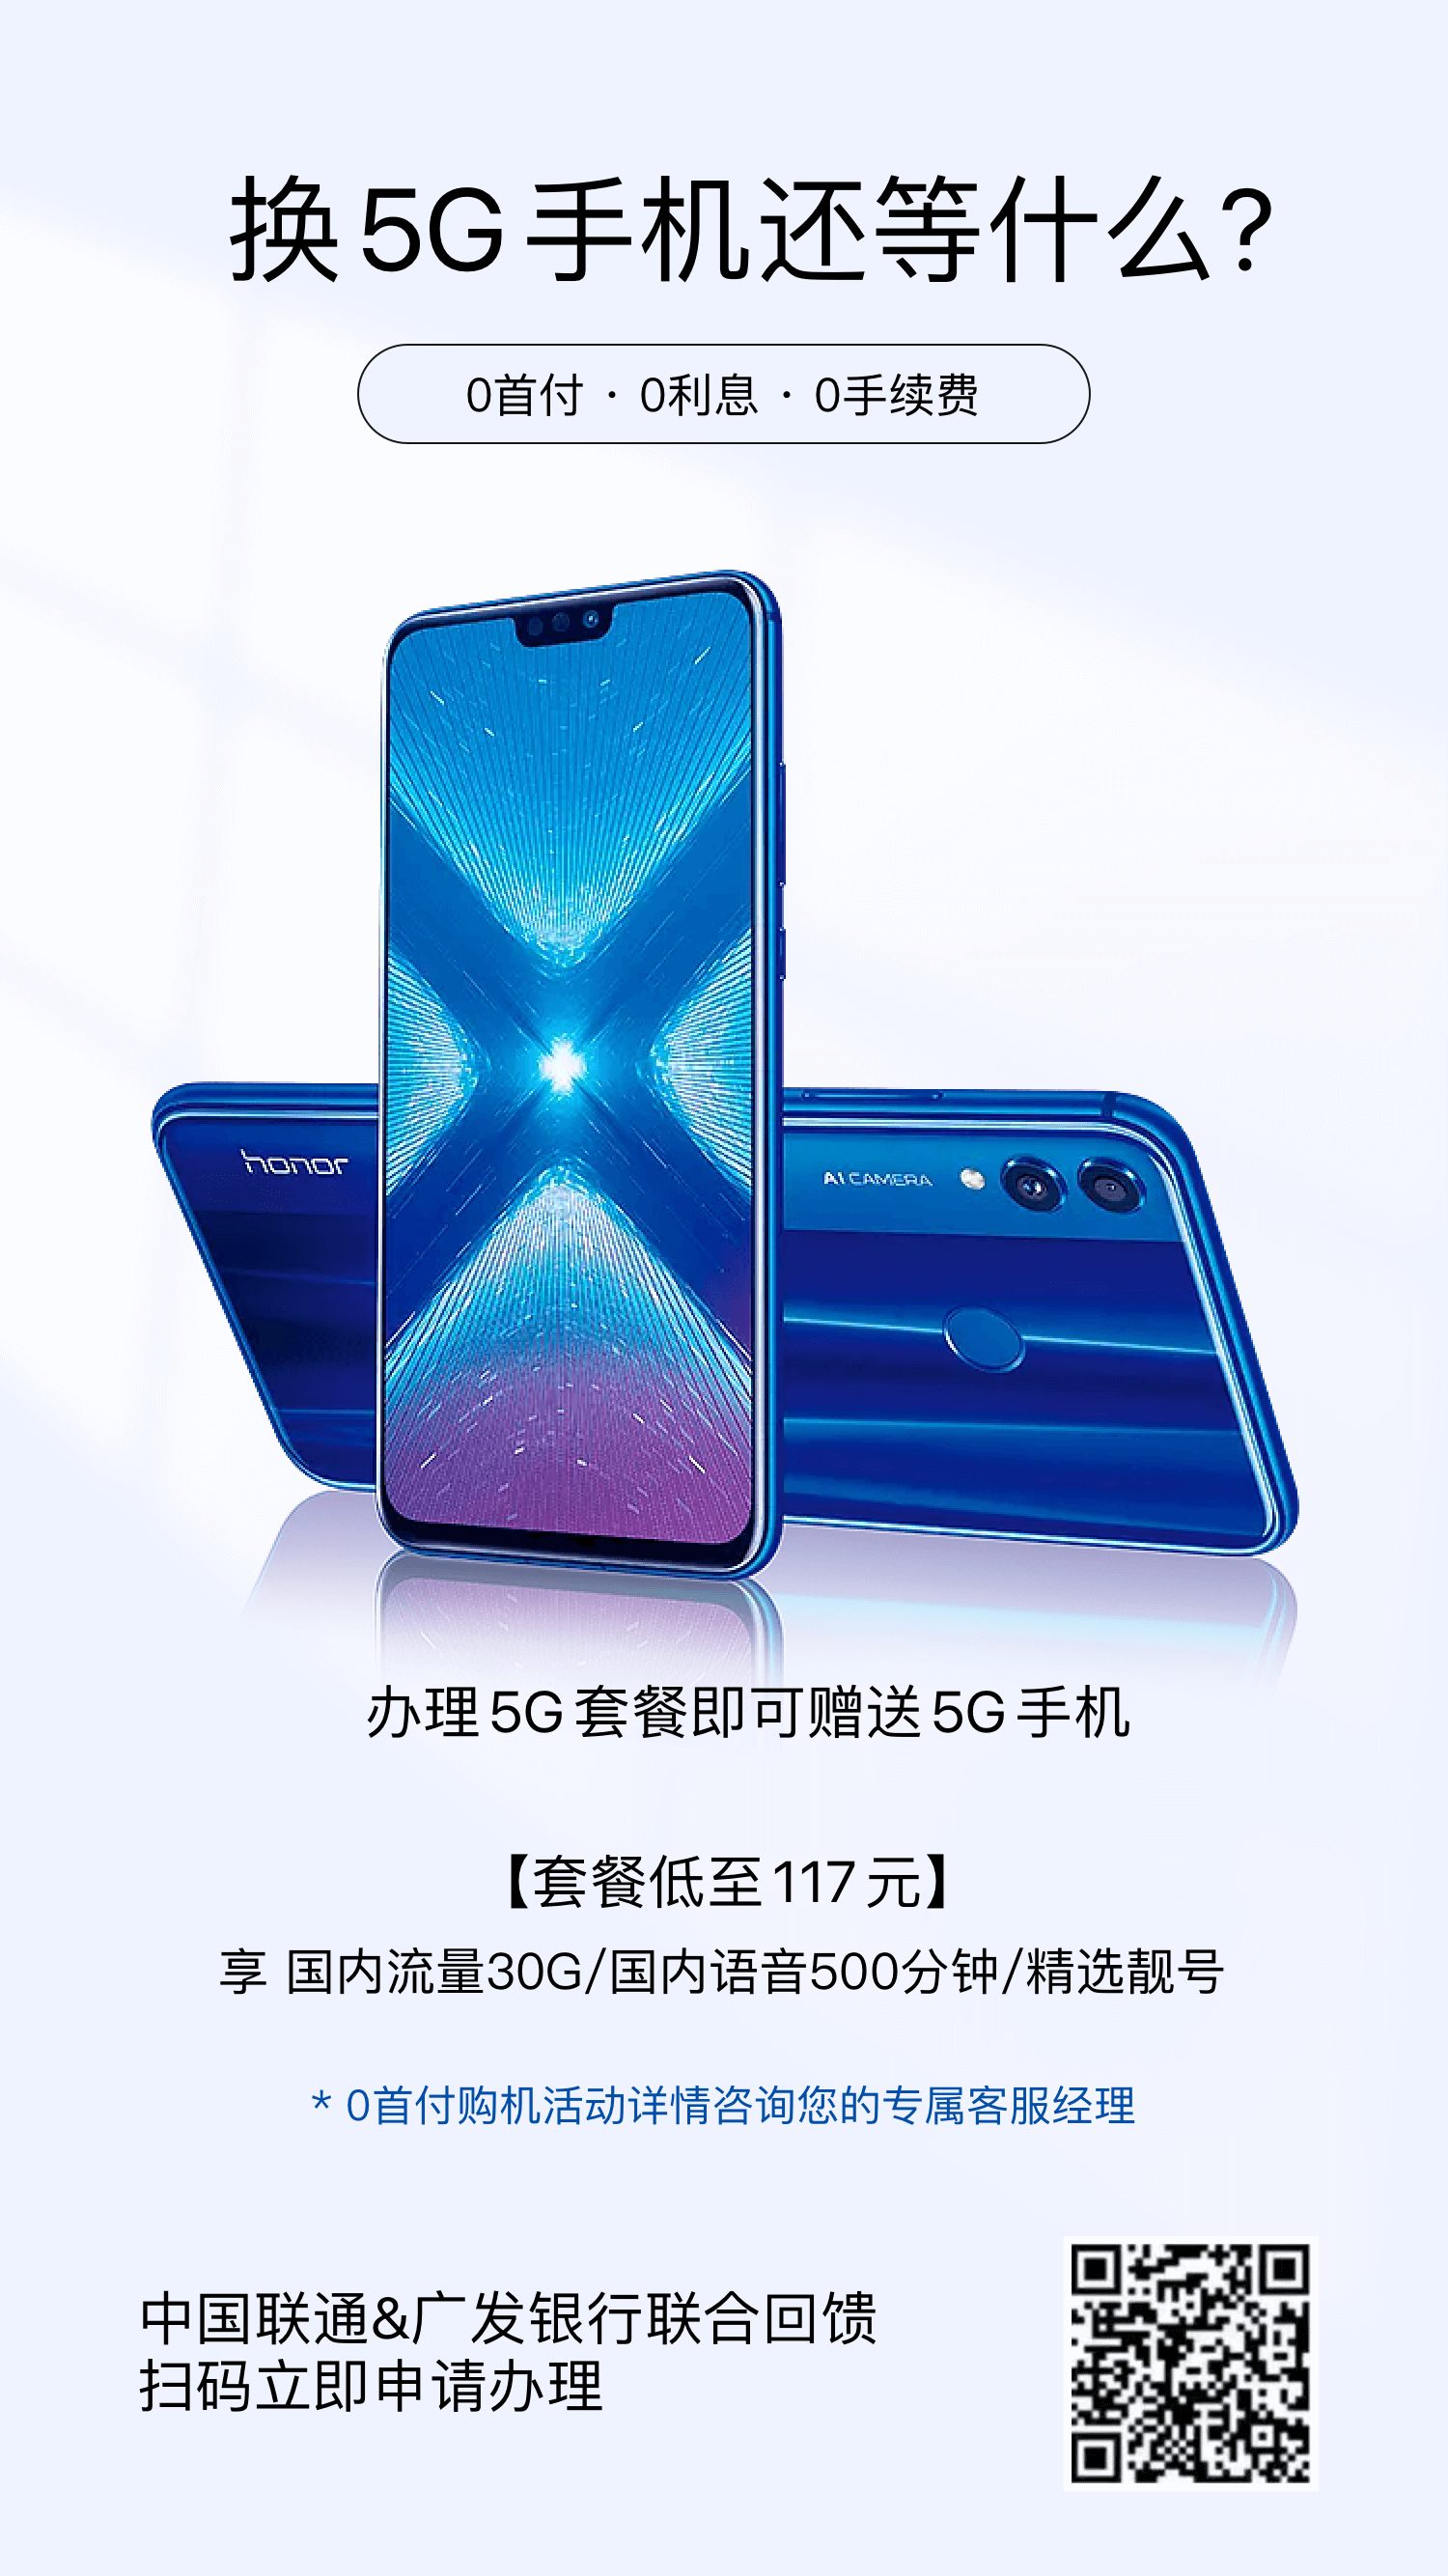 换5G手机还等什么?
0首付 · 0利息 · 0手续费
honor
AI CAMERA
办理5G套餐即可赠送5G手机
【套餐低至117元】
享 国内流量30G/国内语音500分钟/精选靓号
* 0首付购机活动详情咨询您的专属客服经理
中国联通&广发银行联合回馈
扫码立即申请办理